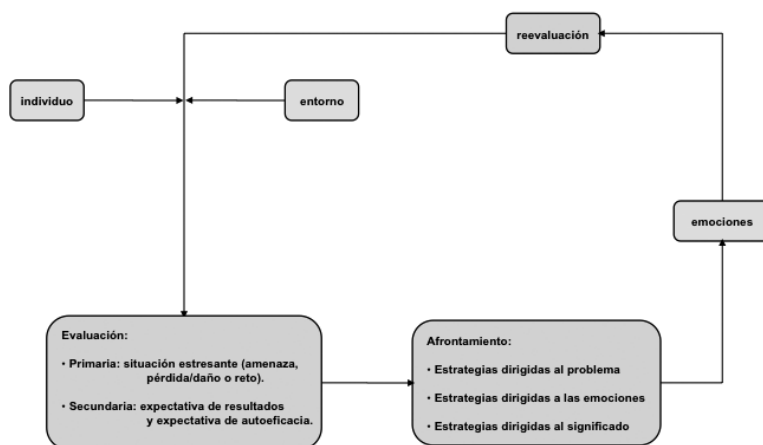 reevaluación
individuo
entorno
emociones
Evaluación:
• Primaria: situación estresante (amenaza,
pérdida/daño o reto).
• Secundaria: expectativa de resultados
y expectativa de autoeficacia.
Afrontamiento:
• Estrategias dirigidas al problema
• Estrategias dirigidas a las emociones
• Estrategias dirigidas al significado